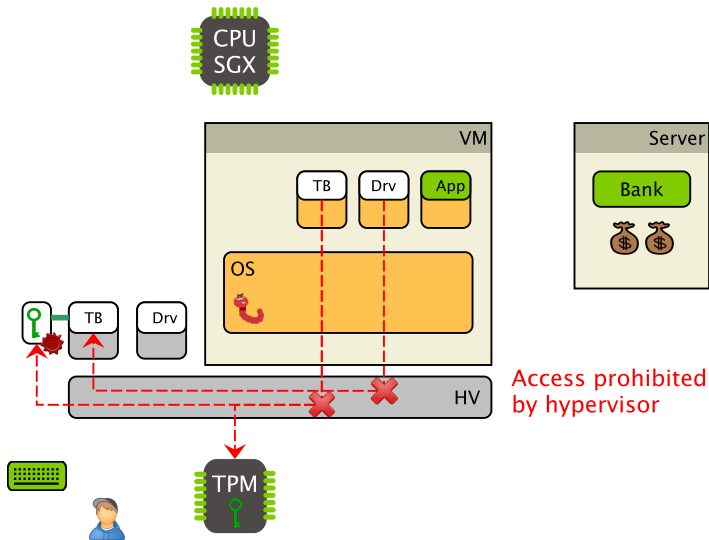 CPU
SGX
VM
Server
TB
Drv
App
Bank
$ $
OS
TB
Drv
HV
Access prohibited
by hypervisor
TPM